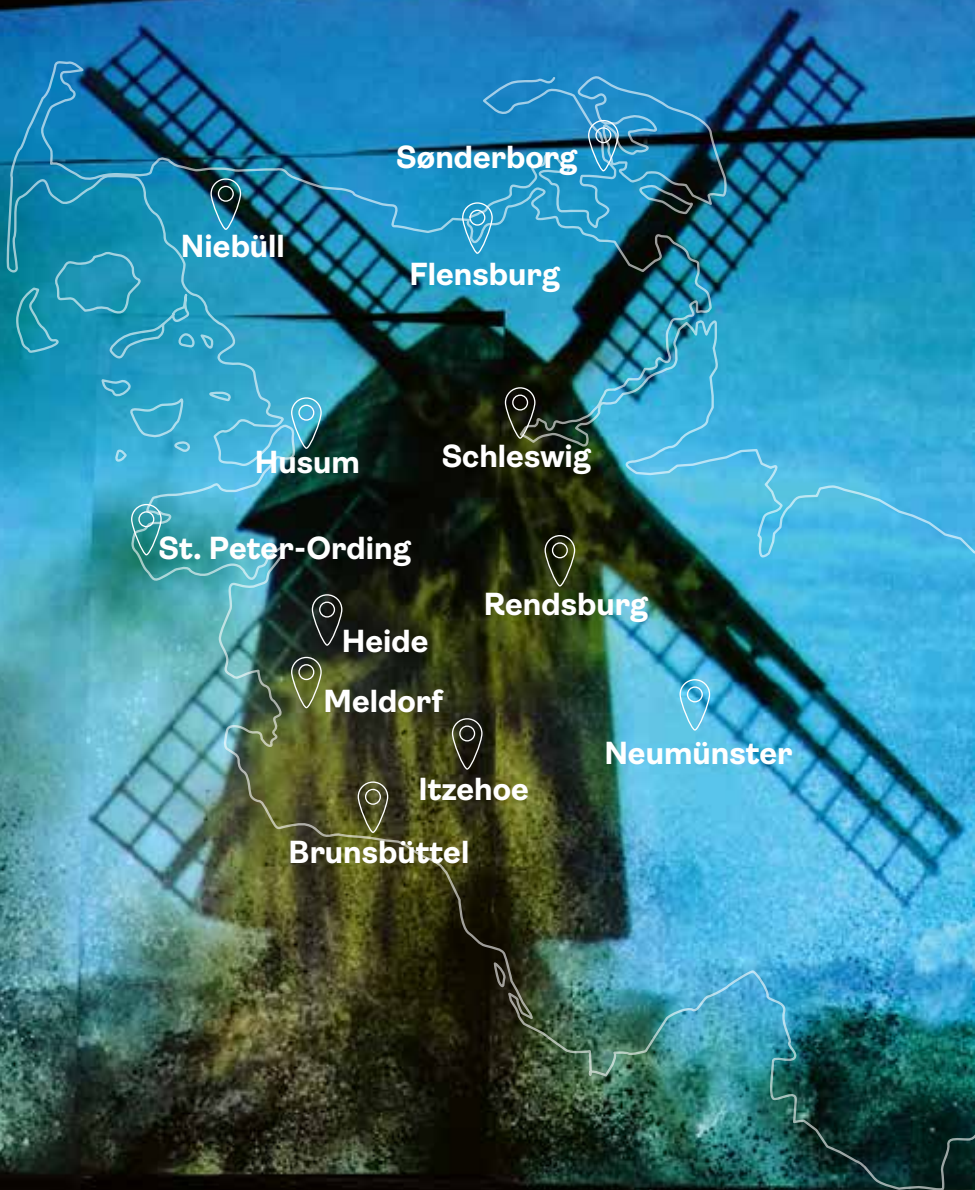 Sønderborg
Niebüll
Flensburg
Husum
Schleswig
St. Peter-Ording
Rendsburg
Heide
Meldorf
Neumünster
Itzehoe
Brunsbüttel